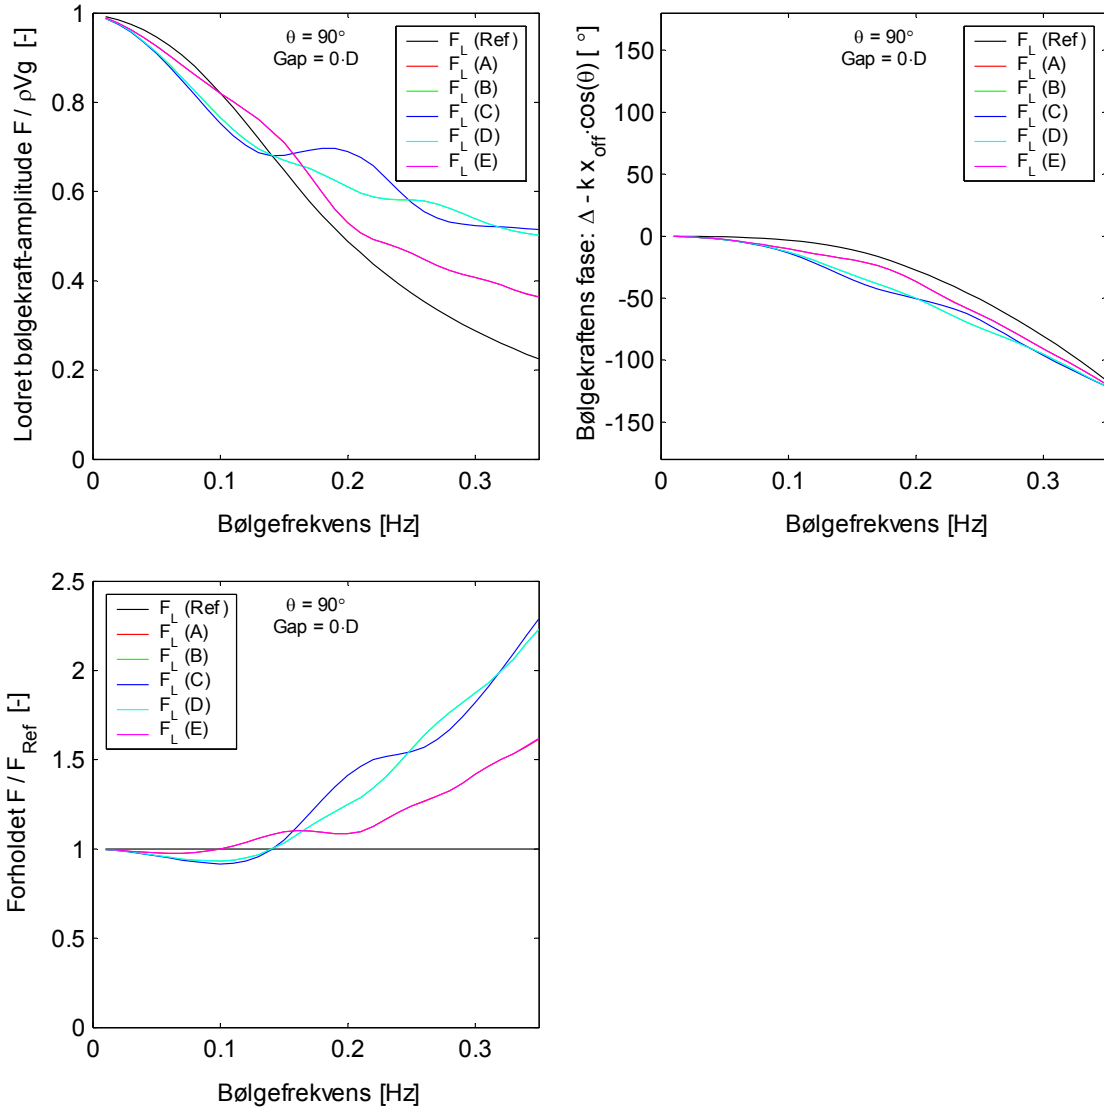 Lodret bølgekraft-amplitude F / ρVg [-]
1
0.8
0.6
0.4
0.2
0
θ = 90°
Gap = 0·D
F_L (Ref)
F_L (A)
F_L (B)
F_L (C)
F_L (D)
F_L (E)
0
0.1
0.2
0.3
Bølgefrekvens [Hz]
Bølgekraftens fase: Δ - k x_off·cos(θ) [ °]
150
100
50
0
-50
-100
-150
θ = 90°
Gap = 0·D
F_L (Ref)
F_L (A)
F_L (B)
F_L (C)
F_L (D)
F_L (E)
0
0.1
0.2
0.3
Bølgefrekvens [Hz]
Forholdet F / F_Ref [-]
2.5
2
1.5
1
0.5
0
F_L (Ref)
F_L (A)
F_L (B)
F_L (C)
F_L (D)
F_L (E)
θ = 90°
Gap = 0·D
0
0.1
0.2
0.3
Bølgefrekvens [Hz]